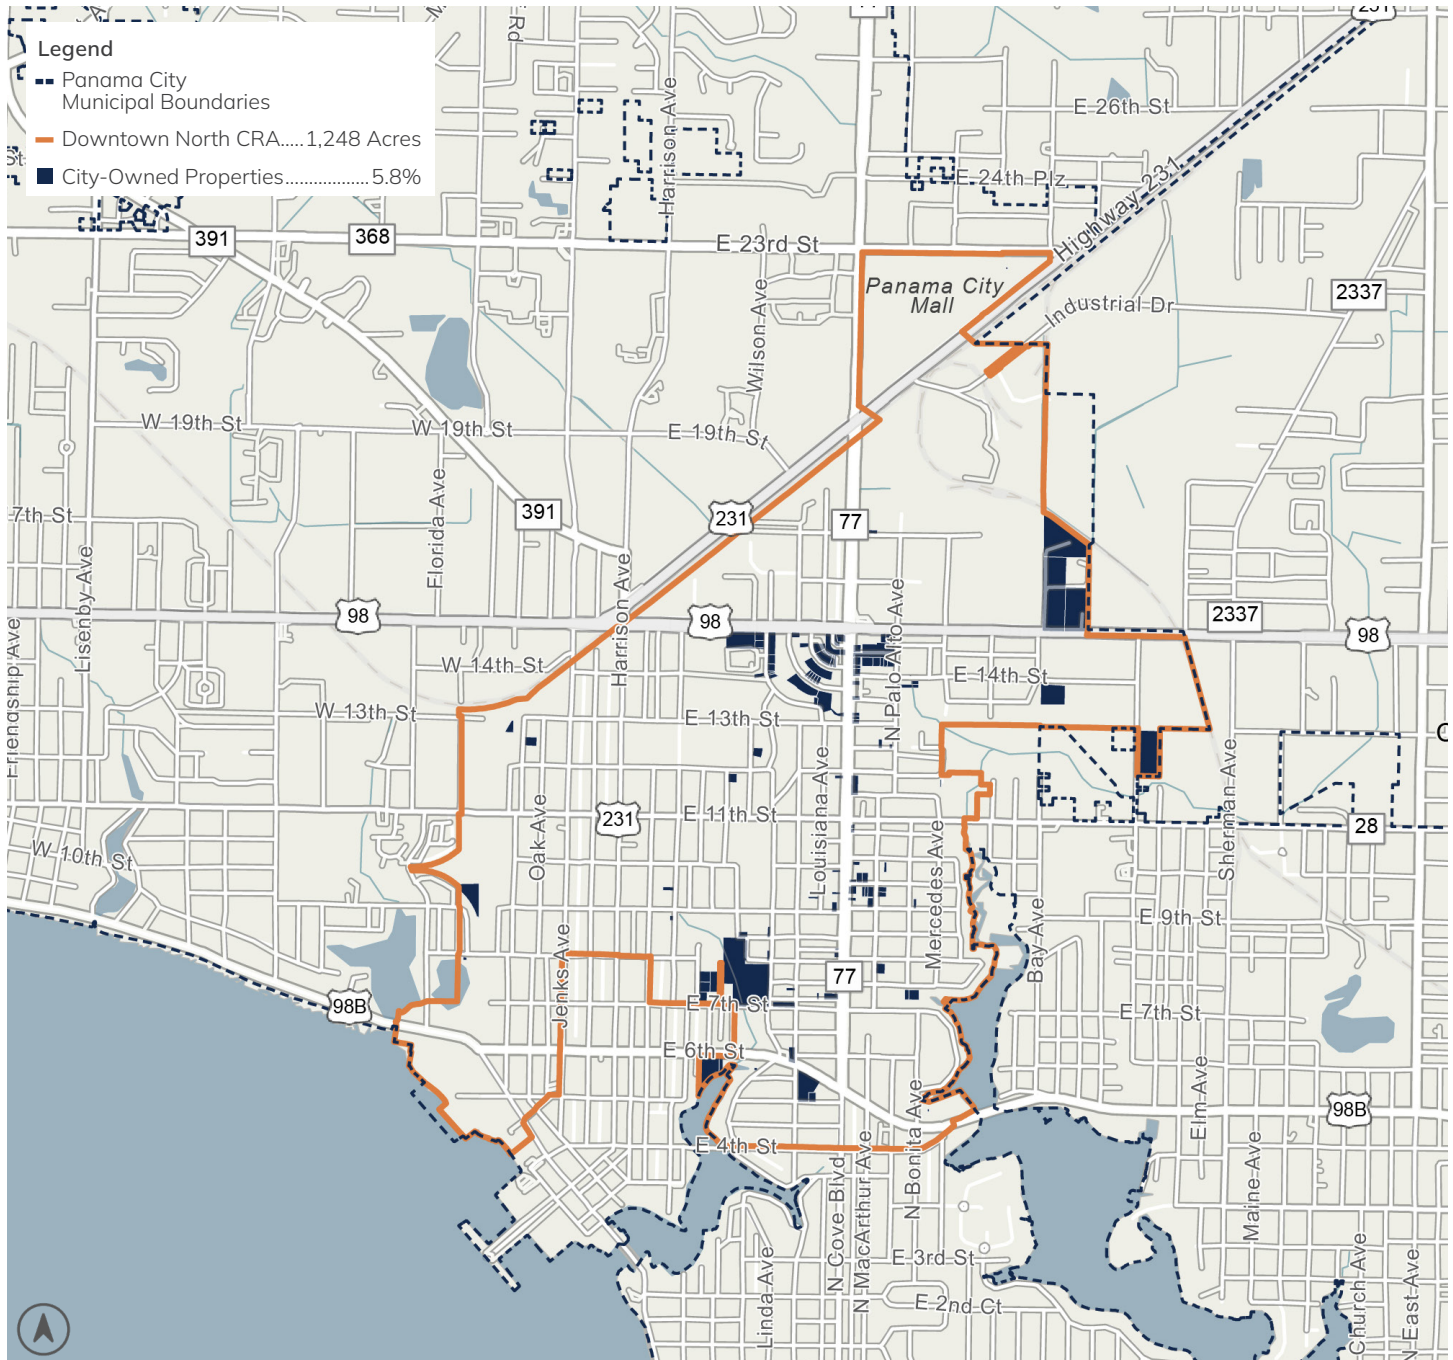 Legend
Panama City
Municipal Boundaries
Downtown North CRA.....1,248 Acres
City-Owned Properties..................5.8%
Rd
Harrison Ave
231
E 26th St
E 24th Plz
Highway 231
391
368
E 23rd St
Panama City
Mall
Industrial Dr
2337
Wilson Ave
W 19th St
W 19th St
E 19th St
Florida Ave
7th St
391
231
77
Lisenby Ave
Friendship Ave
98
Harrison Ave
98
N Palo Alto Ave
2337
98
W 14th St
E 14th St
W 13th St
E 13th St
Louisiana Ave
Sherman Ave
Oak Ave
231
E 11th St
Mercedes Ave
28
W 10th St
Bay Ave
E 9th St
Jenks Ave
77
98B
E 7th St
E 7th St
E 6th St
N Bonita Ave
Elm Ave
98B
E 4th St
N Cove Blvd
N MacArthur Ave
Maine Ave
Linda Ave
E 3rd St
E 2nd Ct
Church Ave
N East Ave